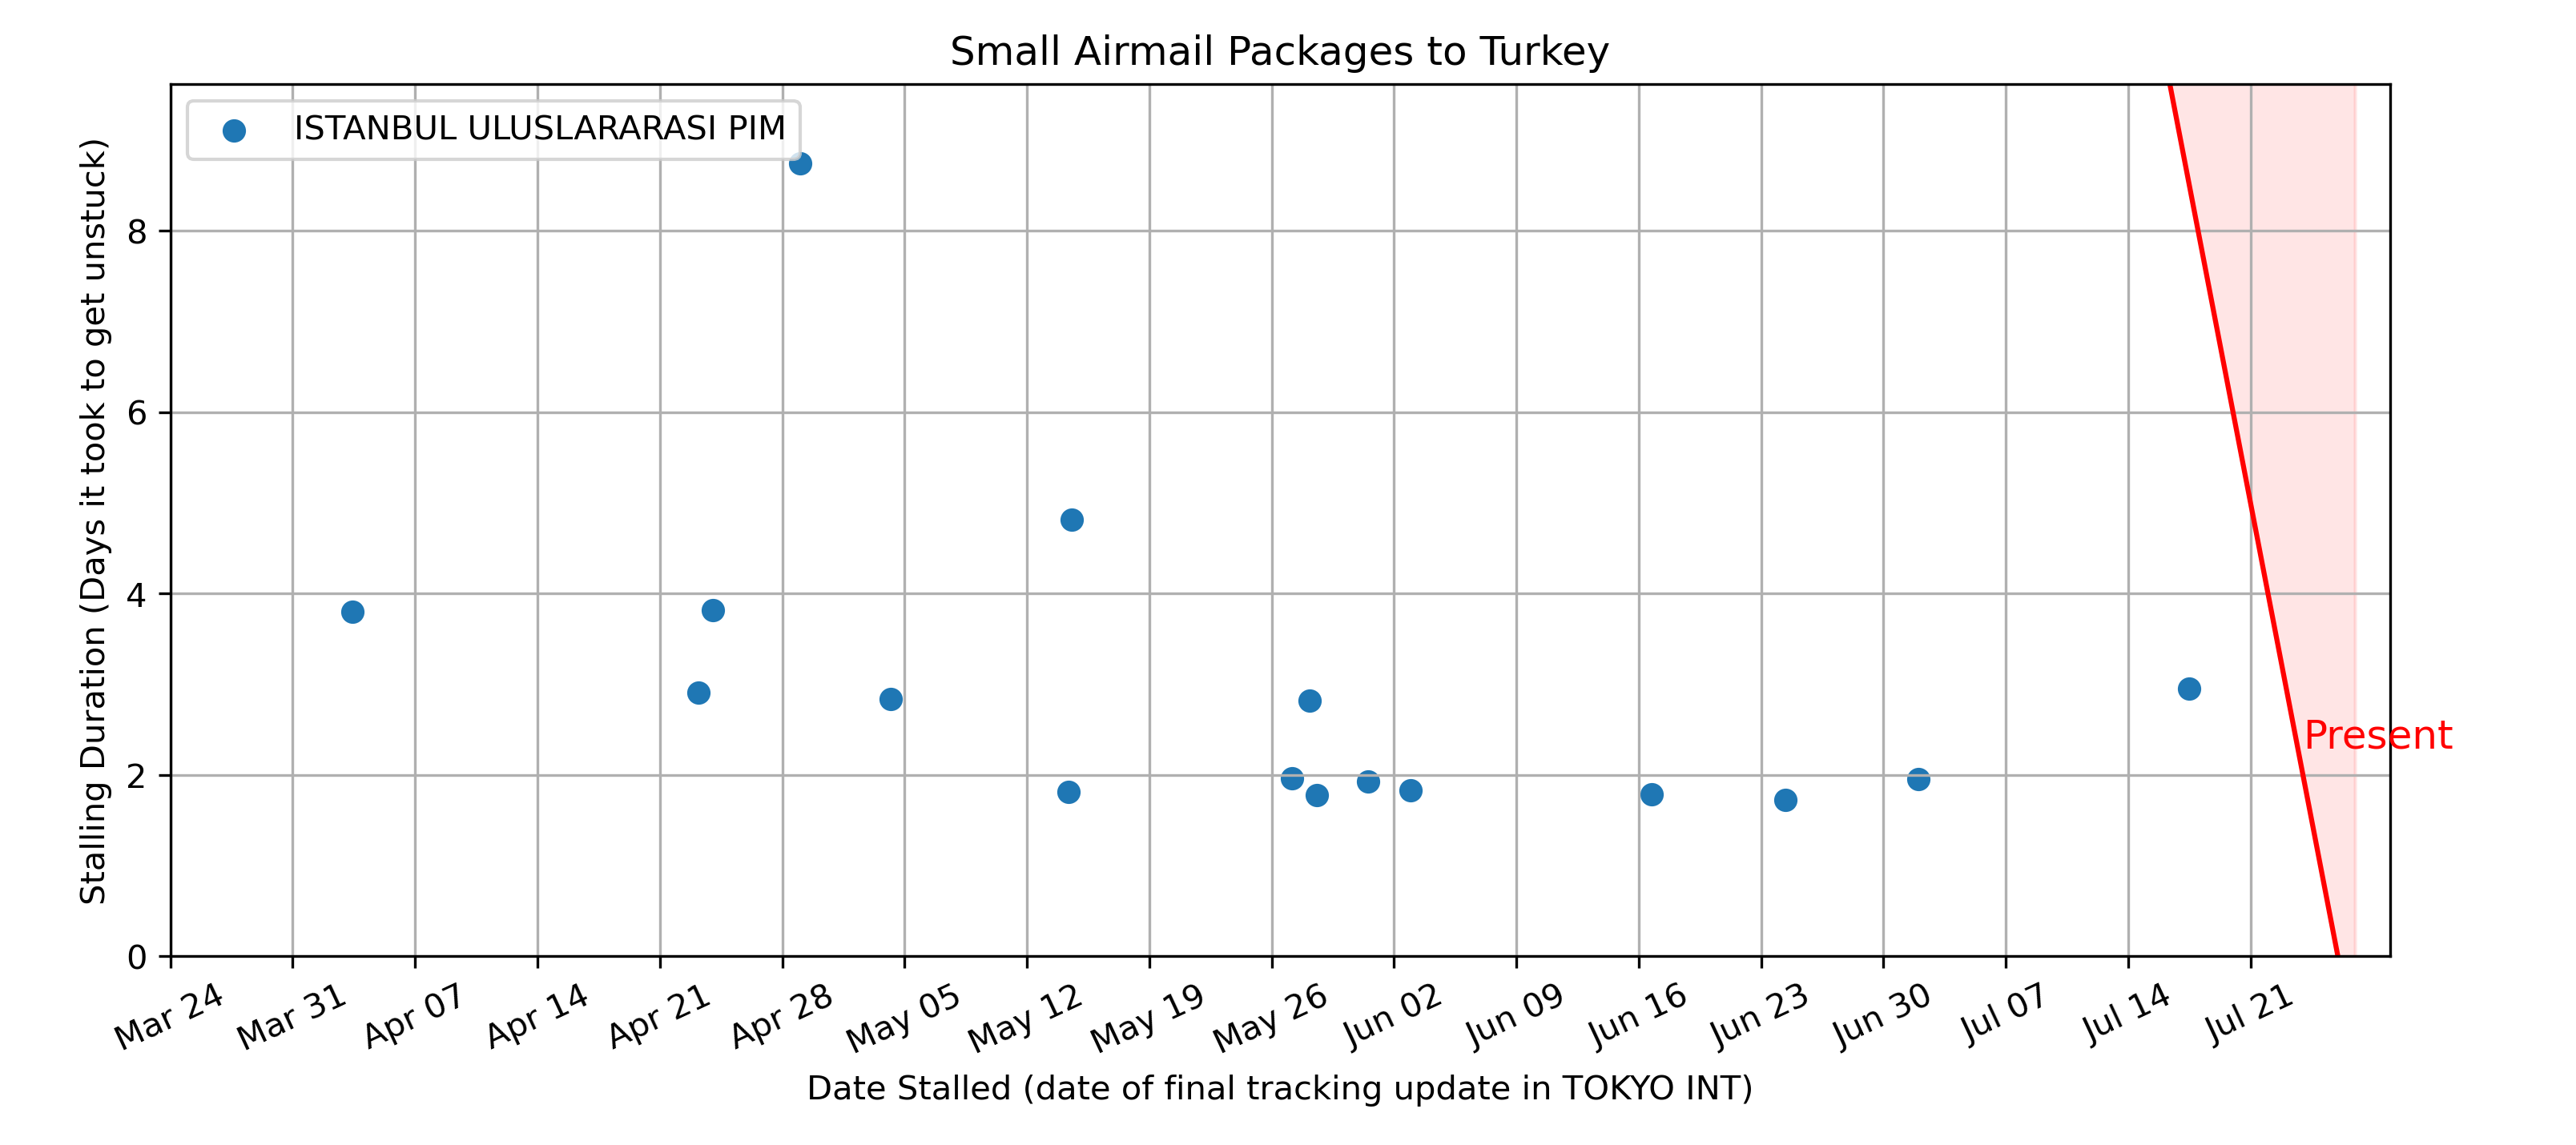 Small Airmail Packages to Turkey
ISTANBUL ULUSLARARASI PIM
Stalling Duration (Days it took to get unstuck)
8
6
4
2
0
Present
Mar 24
Mar 31
Apr 07
Apr 14
Apr 21
Apr 28
May 05
May 12
May 19
May 26
Jun 02
Jun 09
Jun 16
Jun 23
Jun 30
Jul 07
Jul 14
Jul 21
Date Stalled (date of final tracking update in TOKYO INT)